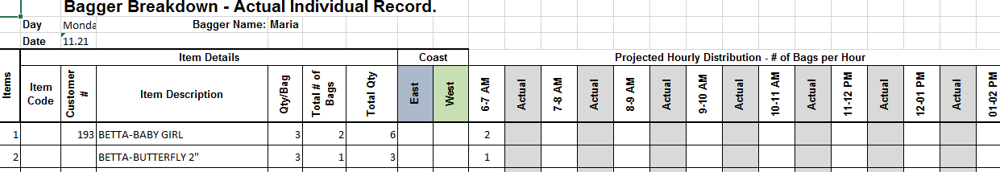 Bagger Breakdown - Actual Individual Record.
Day Monda Bagger Name: Maria
Date 11.21
Item Details Coast Projected Hourly Distribution - # of Bags per Hour
Items Item Code Customer # Item Description Qty/Bag Total # of Bags Total Qty East West 6-7 AM Actual 7-8 AM Actual 8-9 AM Actual 9-10 AM Actual 10-11 AM Actual 11-12 PM Actual 12-01 PM Actual 01-02 PM
1 193 BETTA-BABY GIRL 3 2 6 2
2 BETTA-BUTTERFLY 2" 3 1 3 1